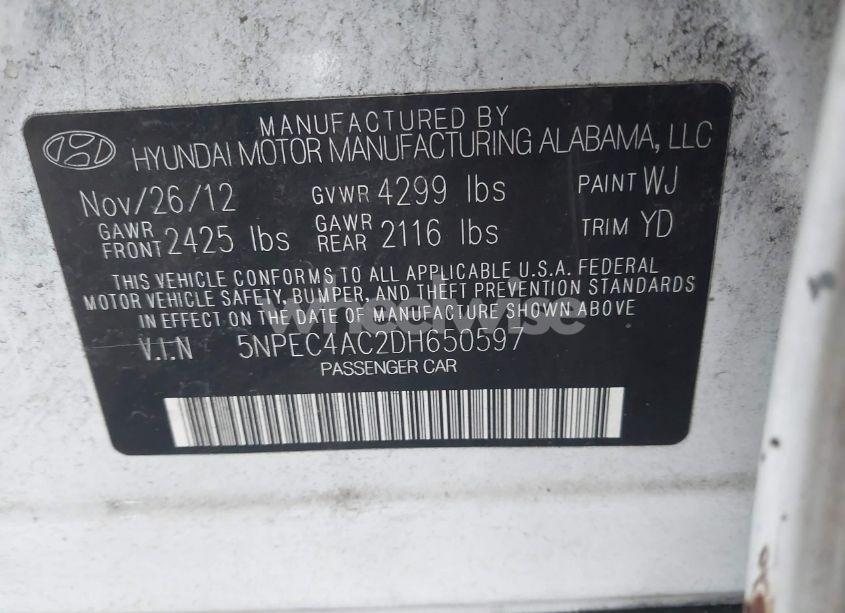 MANUFACTURED BY
HYUNDAI MOTOR MANUFACTURING ALABAMA, LLC
Nov/26/12 GVWR 4299 lbs PAINT WJ
GAWR FRONT 2425 lbs GAWR REAR 2116 lbs TRIM YD
THIS VEHICLE CONFORMS TO ALL APPLICABLE U.S.A. FEDERAL
MOTOR VEHICLE SAFETY, BUMPER, AND THEFT PREVENTION STANDARDS
IN EFFECT ON THE DATE OF MANUFACTURE SHOWN ABOVE
wheelwise
V.I.N 5NPEC4AC2DH650597
PASSENGER CAR